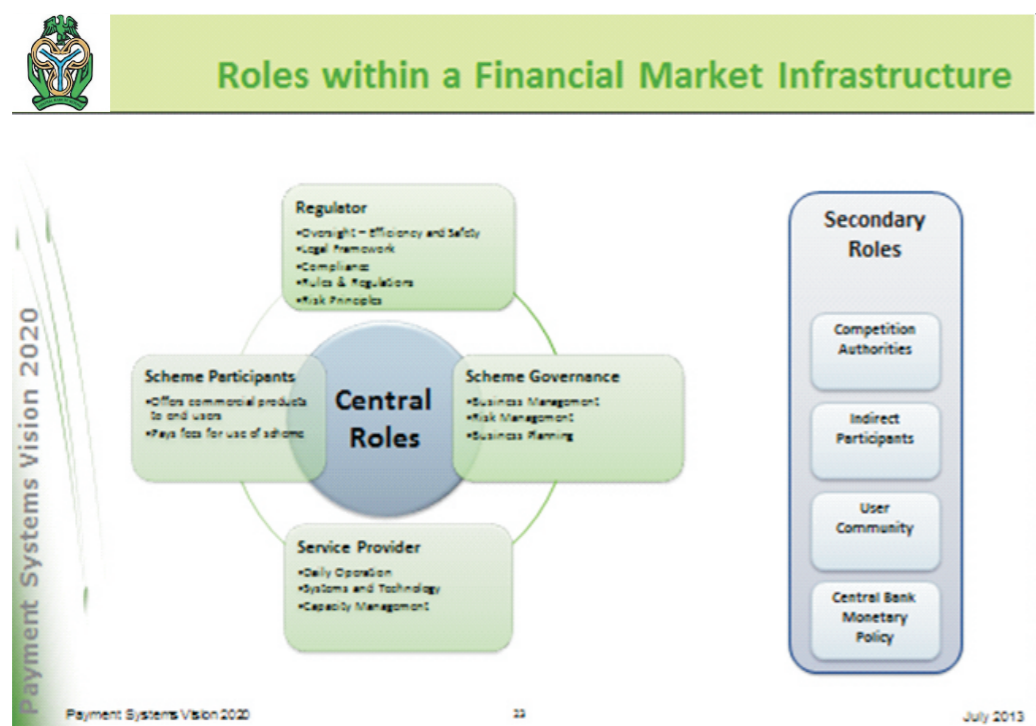 Roles within a Financial Market Infrastructure
Payment Systems Vision 2020
Regulator
•Oversight – Efficiency and Safety
•Legal Framework
•Compliance
•Rules & Regulations
•Risk Principles
Scheme Participants
•Offers commercial products
to end users
•Pays fees for use of scheme
Central
Roles
Scheme Governance
•Business Management
•Risk Management
•Business Planning
Service Provider
•Daily Operation
•Systems and Technology
•Capacity Management
Secondary
Roles
Competition
Authorities
Indirect
Participants
User
Community
Central Bank
Monetary
Policy
Payment Systems Vision 2020
July 2013